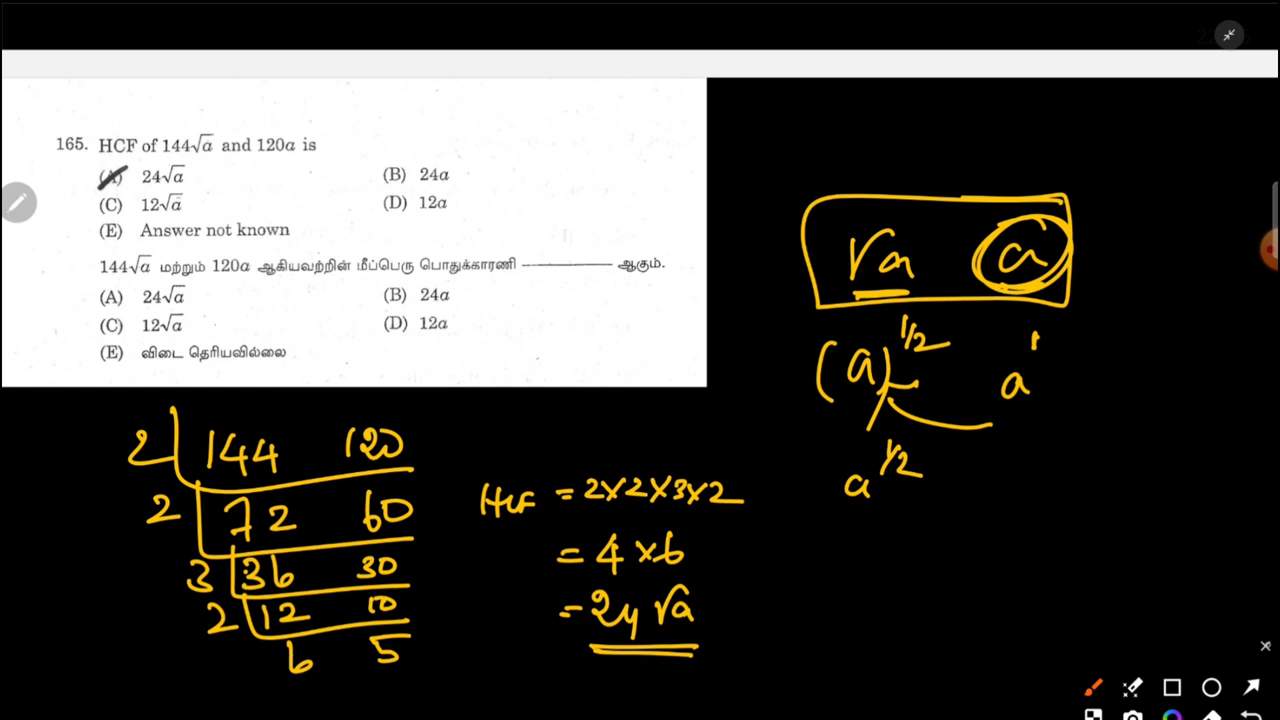 165. HCF of 144√a and 120a is
(A) 24√a (B) 24a
(C) 12√a (D) 12a
(E) Answer not known
144√a மற்றும் 120a ஆகியவற்றின் மீப்பெரு பொதுக்காரணி ————— ஆகும்.
(A) 24√a (B) 24a
(C) 12√a (D) 12a
(E) விடை தெரியவில்லை
√a a
(a)^1/2 a^1
a^1/2
2 144 120
2 72 60
3 36 30
2 12 10
6 5
HCF = 2×2×3×2
= 4×6
= 24√a